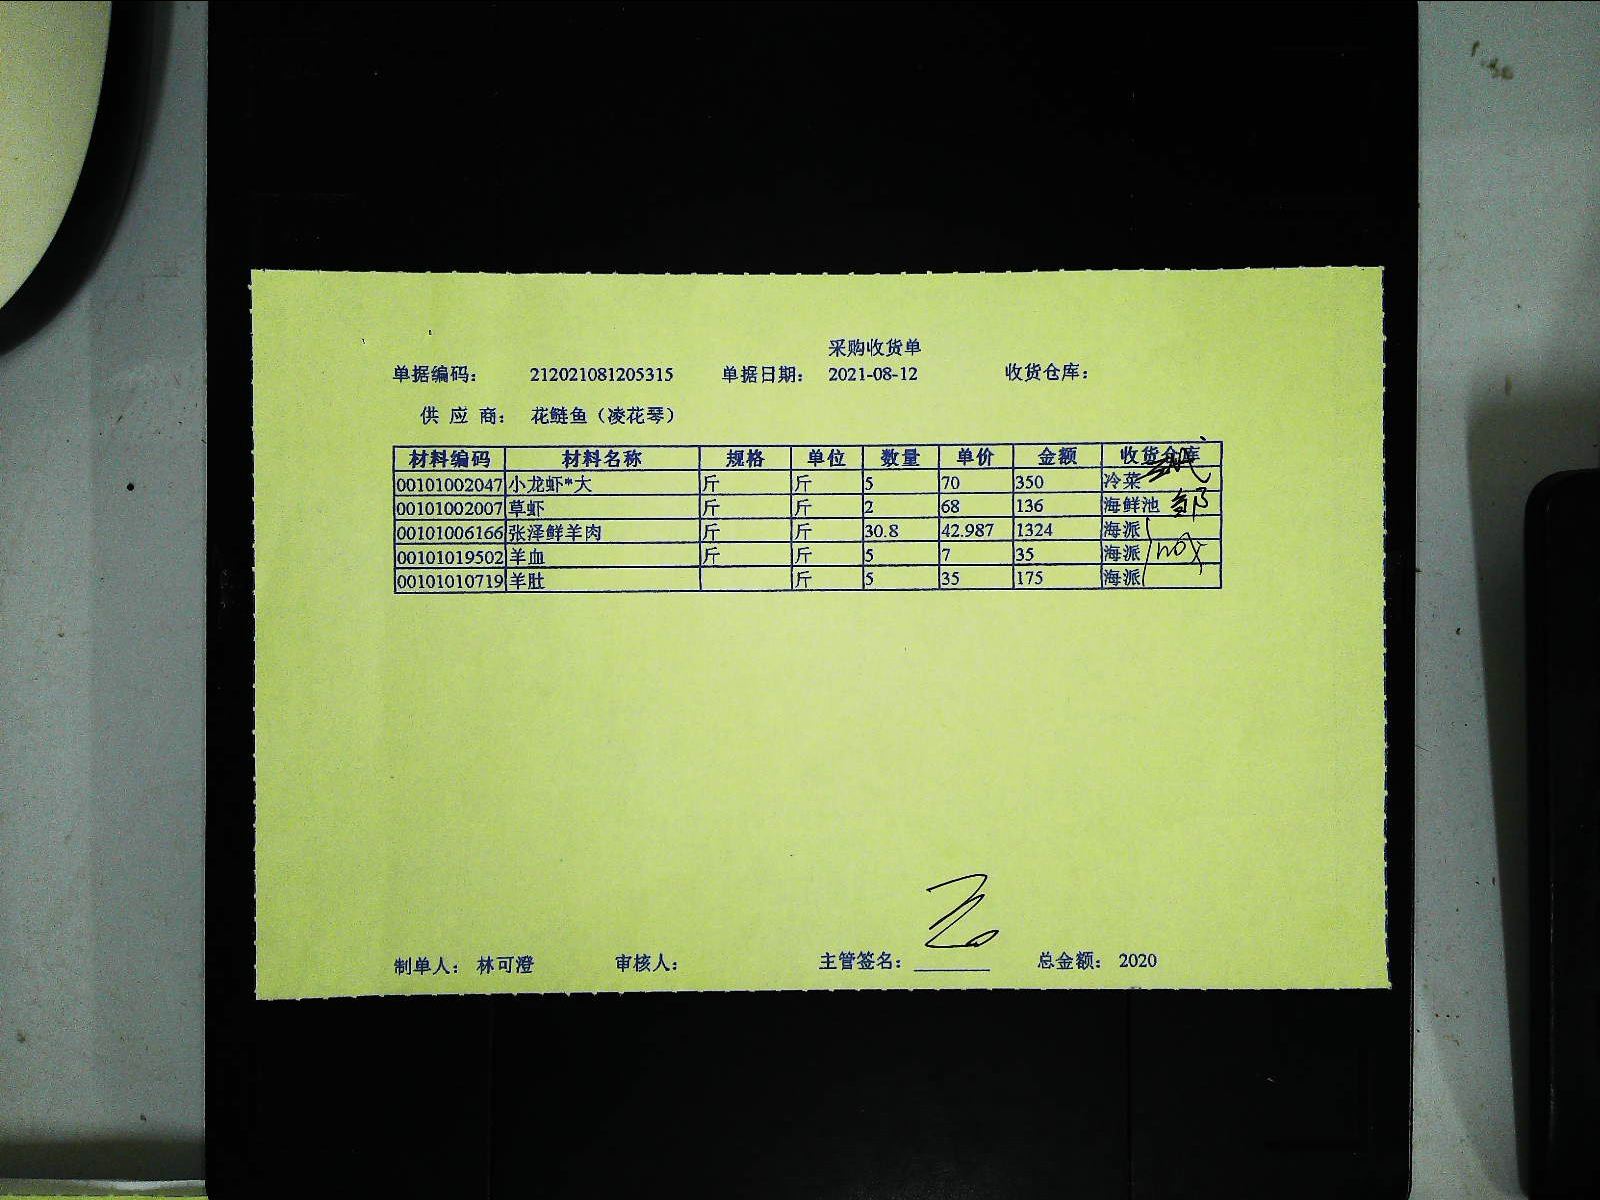 采购收货单
单据编码： 212021081205315 单据日期： 2021-08-12 收货仓库：
供 应 商： 花鲢鱼（凌花琴）
材料编码 材料名称 规格 单位 数量 单价 金额 收货仓库
00101002047 小龙虾*大 斤 斤 5 70 350 冷菜
00101002007 草虾 斤 斤 2 68 136 海鲜池 邹
00101006166 张泽鲜羊肉 斤 斤 30.8 42.987 1324 海派
00101019502 羊血 斤 斤 5 7 35 海派
00101010719 羊肚 斤 5 35 175 海派
制单人： 林可澄 审核人： 主管签名： 总金额： 2020